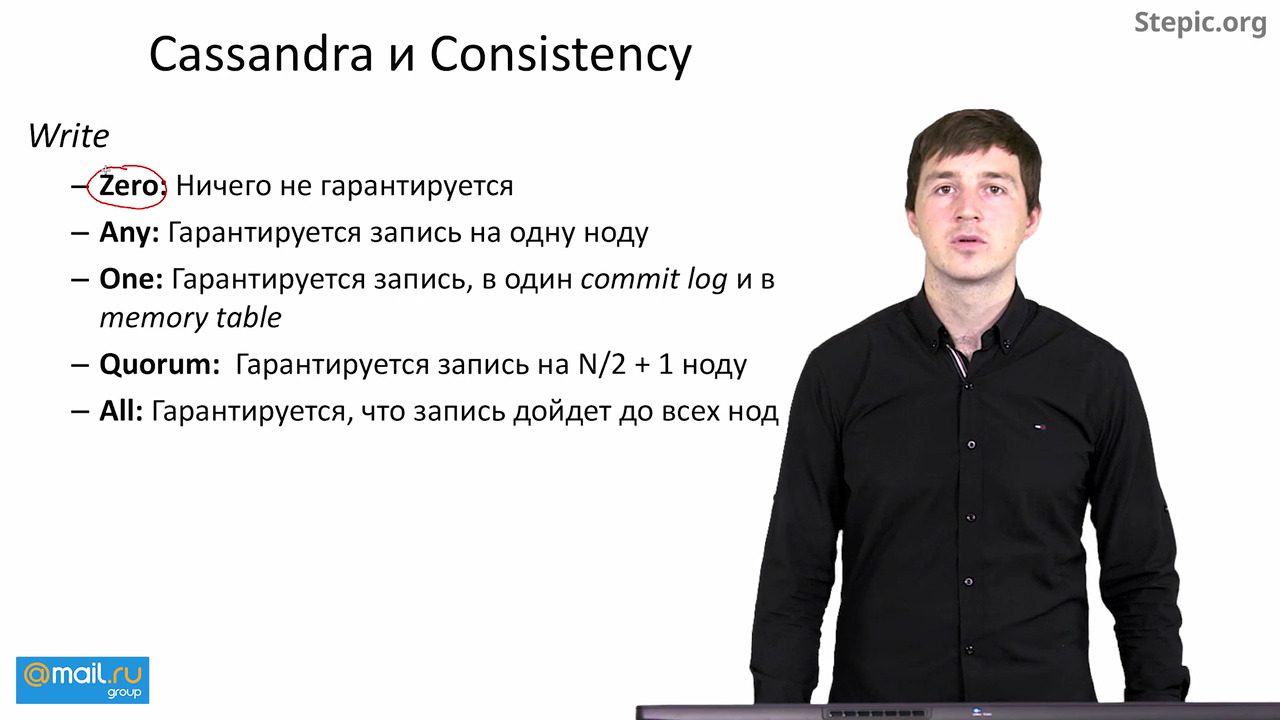 Stepic.org
Cassandra и Consistency
Write
– Zero: Ничего не гарантируется
– Any: Гарантируется запись на одну ноду
– One: Гарантируется запись, в один commit log и в
memory table
– Quorum: Гарантируется запись на N/2 + 1 ноду
– All: Гарантируется, что запись дойдет до всех нод
@mail.ru
group